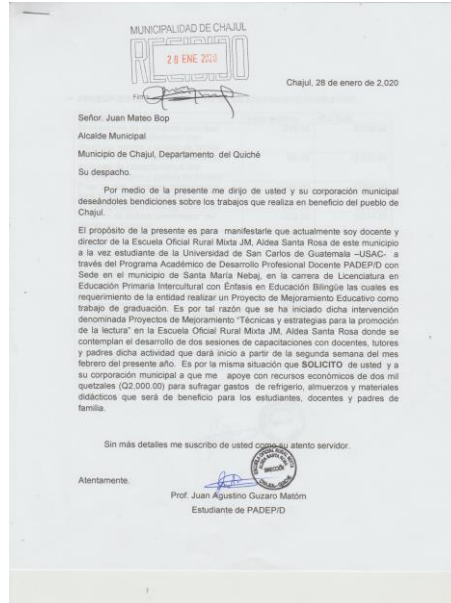 MUNICIPALIDAD DE CHAJUL
RECIBIDO
28 ENE 2020
Firma
Chajul, 28 de enero de 2,020
Señor. Juan Mateo Bop
Alcalde Municipal
Municipio de Chajul, Departamento del Quiché
Su despacho.
Por medio de la presente me dirijo de usted y su corporación municipal
deseándoles bendiciones sobre los trabajos que realiza en beneficio del pueblo de
Chajul.
El propósito de la presente es para manifestarle que actualmente soy docente y
director de la Escuela Oficial Rural Mixta JM, Aldea Santa Rosa de este municipio
a la vez estudiante de la Universidad de San Carlos de Guatemala –USAC- a
través del Programa Académico de Desarrollo Profesional Docente PADEP/D con
Sede en el municipio de Santa María Nebaj, en la carrera de Licenciatura en
Educación Primaria Intercultural con Énfasis en Educación Bilingüe las cuales es
requerimiento de la entidad realizar un Proyecto de Mejoramiento Educativo como
trabajo de graduación. Es por tal razón que se ha iniciado dicha intervención
denominada Proyectos de Mejoramiento “Técnicas y estrategias para la promoción
de la lectura” en la Escuela Oficial Rural Mixta JM, Aldea Santa Rosa donde se
contemplan el desarrollo de dos sesiones de capacitaciones con docentes, tutores
y padres dicha actividad que dará inicio a partir de la segunda semana del mes
febrero del presente año. Es por la misma situación que SOLICITO de usted y a
su corporación municipal a que me apoye con recursos económicos de dos mil
quetzales (Q2,000.00) para sufragar gastos de refrigerio, almuerzos y materiales
didácticos que será de beneficio para los estudiantes, docentes y padres de
familia.
Sin más detalles me suscribo de usted como su atento servidor.
Atentamente.
DIRECCIÓN
Prof. Juan Agustino Guzaro Matóm
Estudiante de PADEP/D